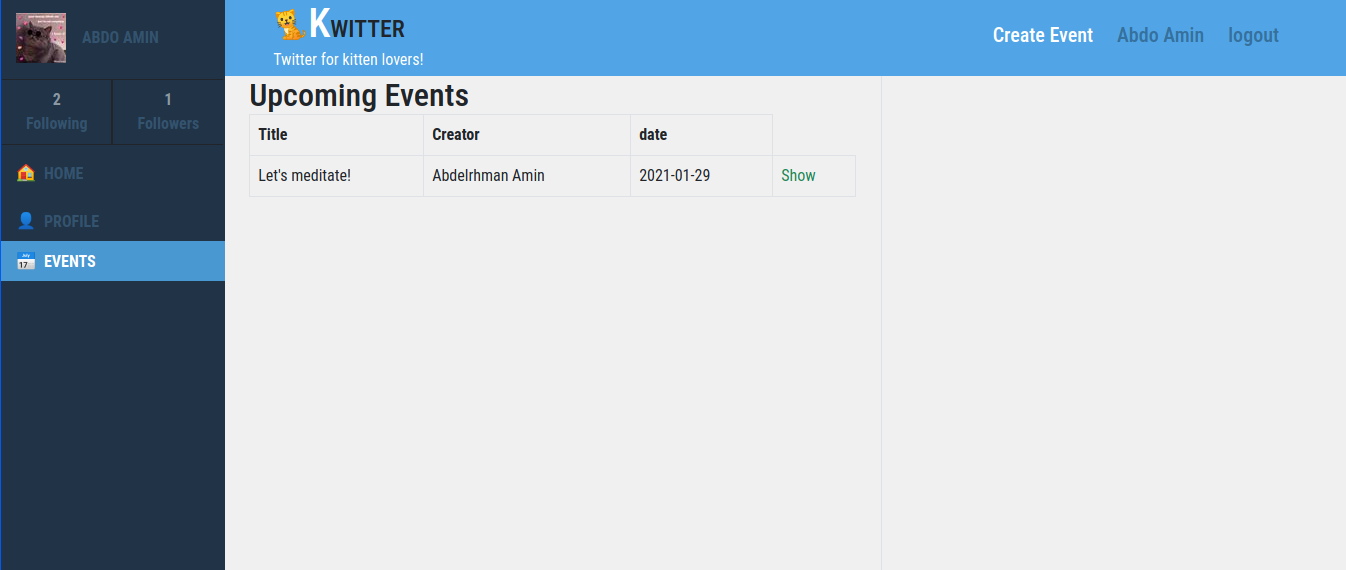 ABDO AMIN
2 1
Following Followers
🏠 HOME
👤 PROFILE
📅 EVENTS
KWITTER
Twitter for kitten lovers!
Create Event Abdo Amin logout
Upcoming Events
Title Creator date
Let's meditate! Abdelrhman Amin 2021-01-29 Show